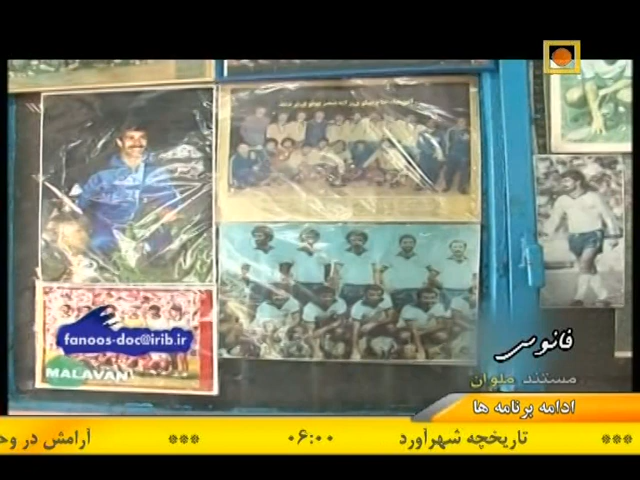 fanoos-doc@irib.ir
MALAVAN
فانوس
مستند ملوان
ادامه برنامه ها
*** تاریخچه شهرآورد ۰۶:۰۰ *** آرامش در وح